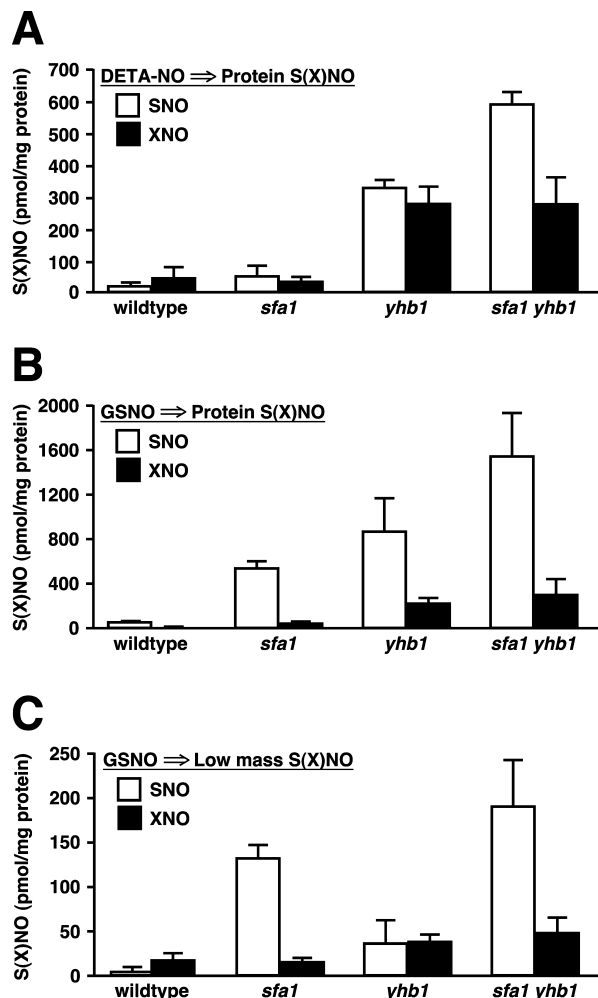 A
DETA-NO ⇒ Protein S(X)NO
SNO
XNO
S(X)NO (pmol/mg protein)
700
600
500
400
300
200
100
0
wildtype sfa1 yhb1 sfa1 yhb1
B
GSNO ⇒ Protein S(X)NO
SNO
XNO
S(X)NO (pmol/mg protein)
2000
1600
1200
800
400
0
wildtype sfa1 yhb1 sfa1 yhb1
C
GSNO ⇒ Low mass S(X)NO
SNO
XNO
S(X)NO (pmol/mg protein)
250
200
150
100
50
0
wildtype sfa1 yhb1 sfa1 yhb1